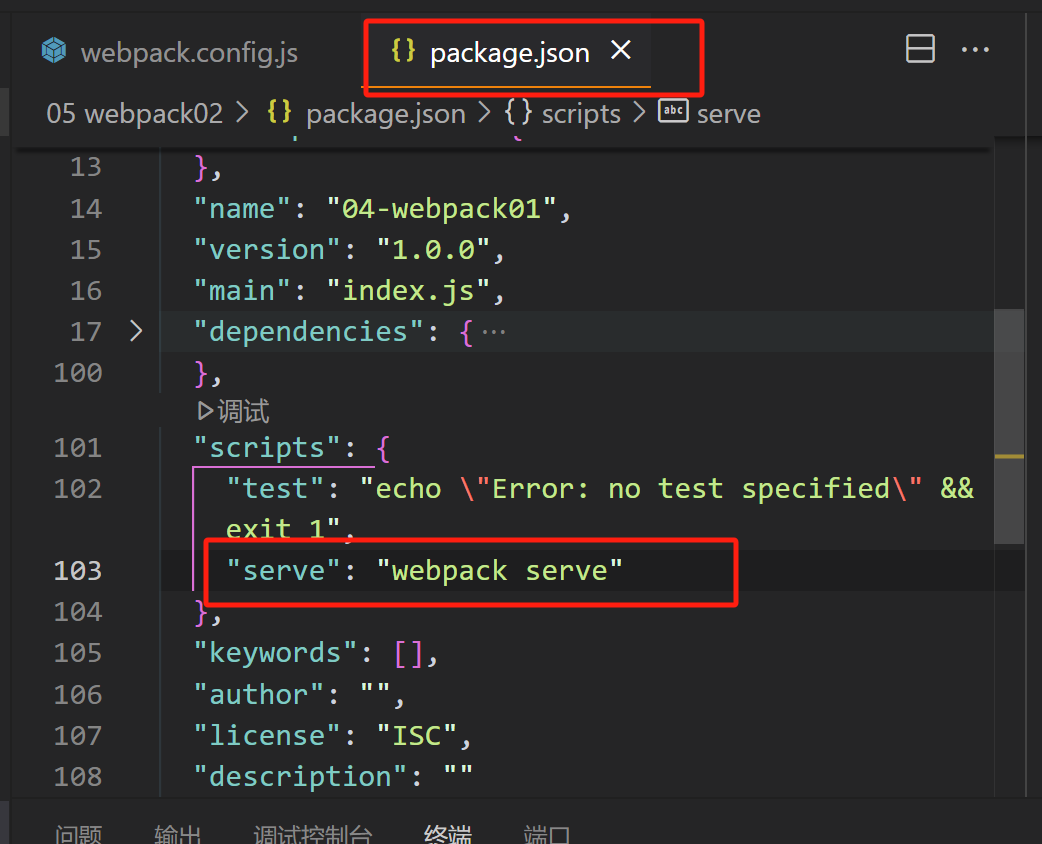 webpack.config.js
{} package.json ×
05 webpack02 > {} package.json > {} scripts > abc serve
13 },
14 "name": "04-webpack01",
15 "version": "1.0.0",
16 "main": "index.js",
17 > "dependencies": { ···
100 },
▷调试
101 "scripts": {
102 "test": "echo \"Error: no test specified\" &&
exit 1",
103 "serve": "webpack serve"
104 },
105 "keywords": [],
106 "author": "",
107 "license": "ISC",
108 "description": ""
问题 输出 调试控制台 终端 端口